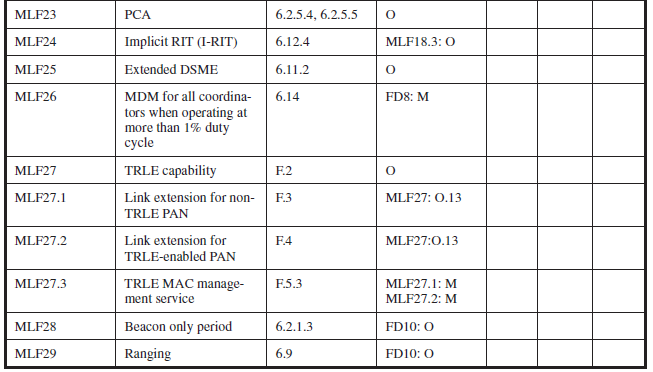 MLF23 PCA 6.2.5.4, 6.2.5.5 O
MLF24 Implicit RIT (I-RIT) 6.12.4 MLF18.3: O
MLF25 Extended DSME 6.11.2 O
MLF26 MDM for all coordina- 6.14 FD8: M
tors when operating at
more than 1% duty
cycle
MLF27 TRLE capability F.2 O
MLF27.1 Link extension for non- F.3 MLF27: O.13
TRLE PAN
MLF27.2 Link extension for F.4 MLF27:O.13
TRLE-enabled PAN
MLF27.3 TRLE MAC manage- F.5.3 MLF27.1: M
ment service MLF27.2: M
MLF28 Beacon only period 6.2.1.3 FD10: O
MLF29 Ranging 6.9 FD10: O